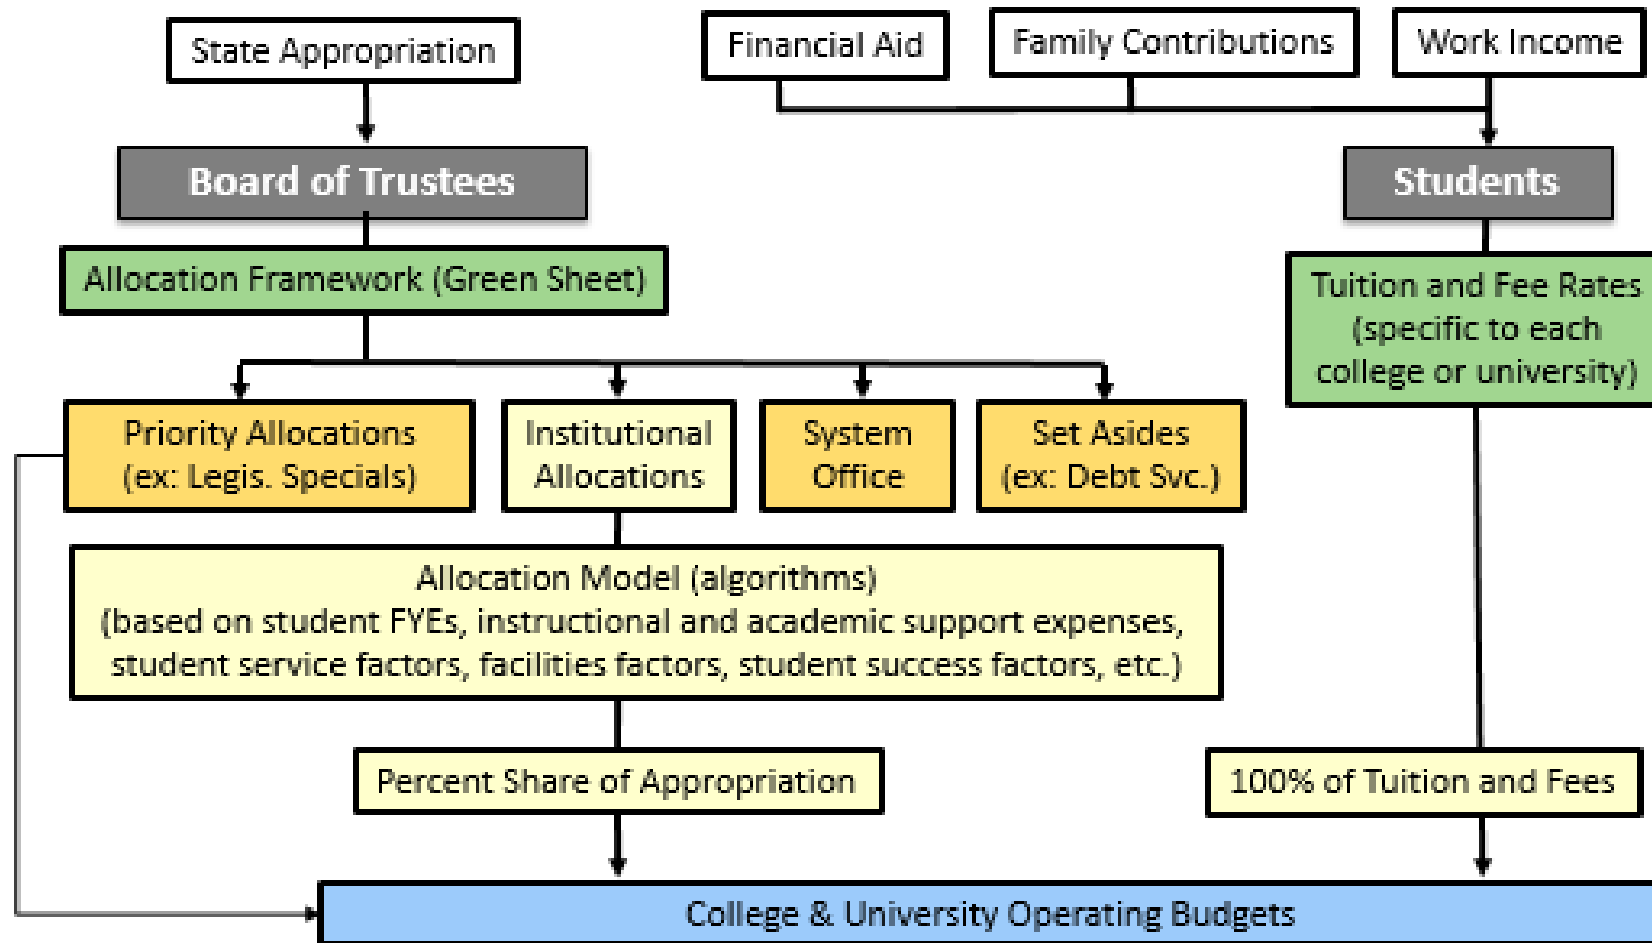 State Appropriation
Financial Aid
Family Contributions
Work Income
Board of Trustees
Students
Allocation Framework (Green Sheet)
Tuition and Fee Rates
(specific to each
college or university)
Priority Allocations
(ex: Legis. Specials)
Institutional
Allocations
System
Office
Set Asides
(ex: Debt Svc.)
Allocation Model (algorithms)
(based on student FYEs, instructional and academic support expenses,
student service factors, facilities factors, student success factors, etc.)
Percent Share of Appropriation
100% of Tuition and Fees
College & University Operating Budgets